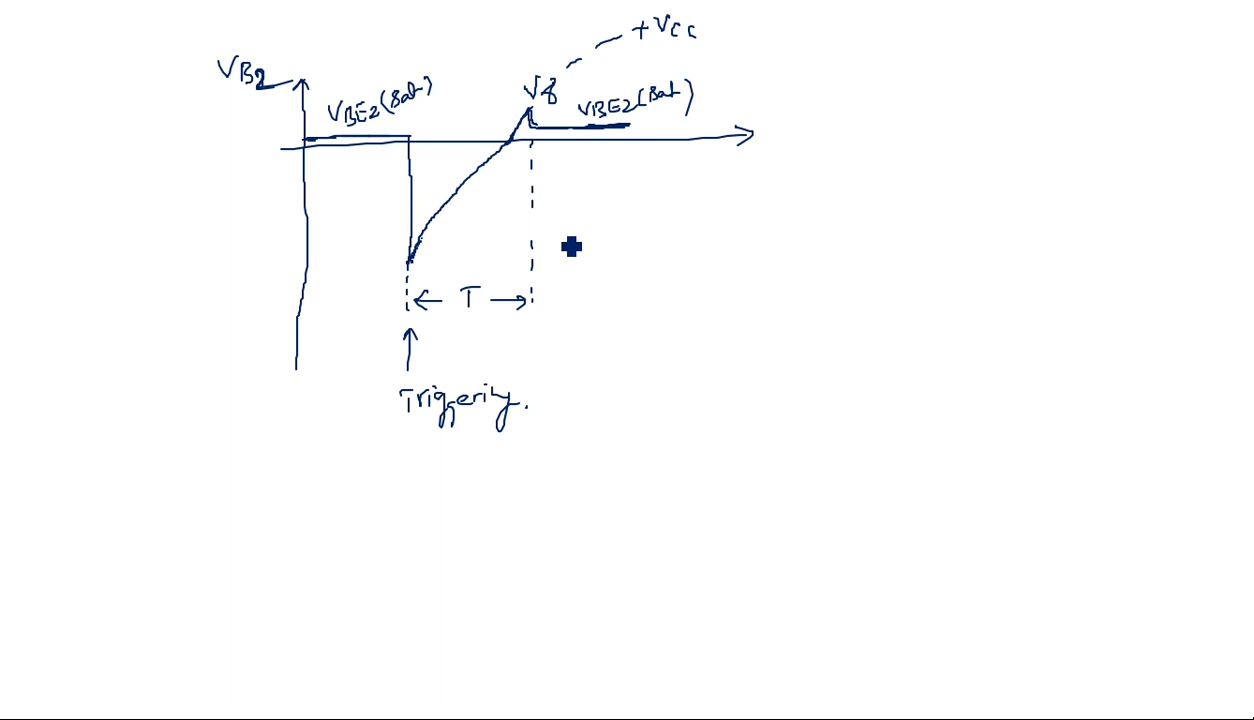 +VCC
VB2
VBE2(Sat)
Vγ
VBE2(Sat)
T
Triggering.